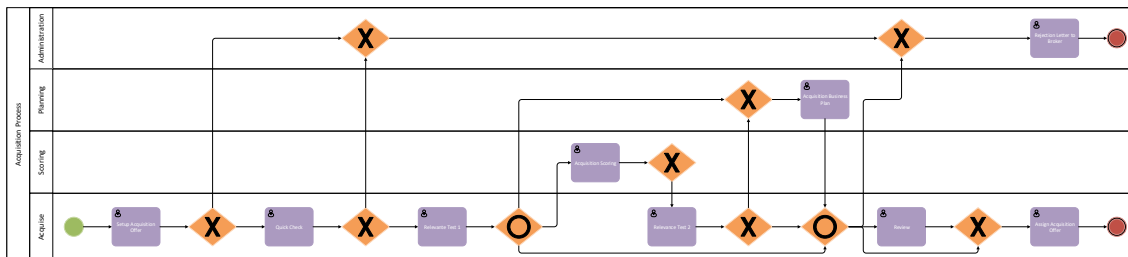 Acquisition Process
Administration
Rejection Letter to
Broker
Planning
Acquisition Business
Plan
Scoring
Acquisition Scoring
Acquise
Setup Acquisition
Offer
Quick Check
Relevance Test 1
Relevance Test 2
Review
Assign Acquisition
Offer